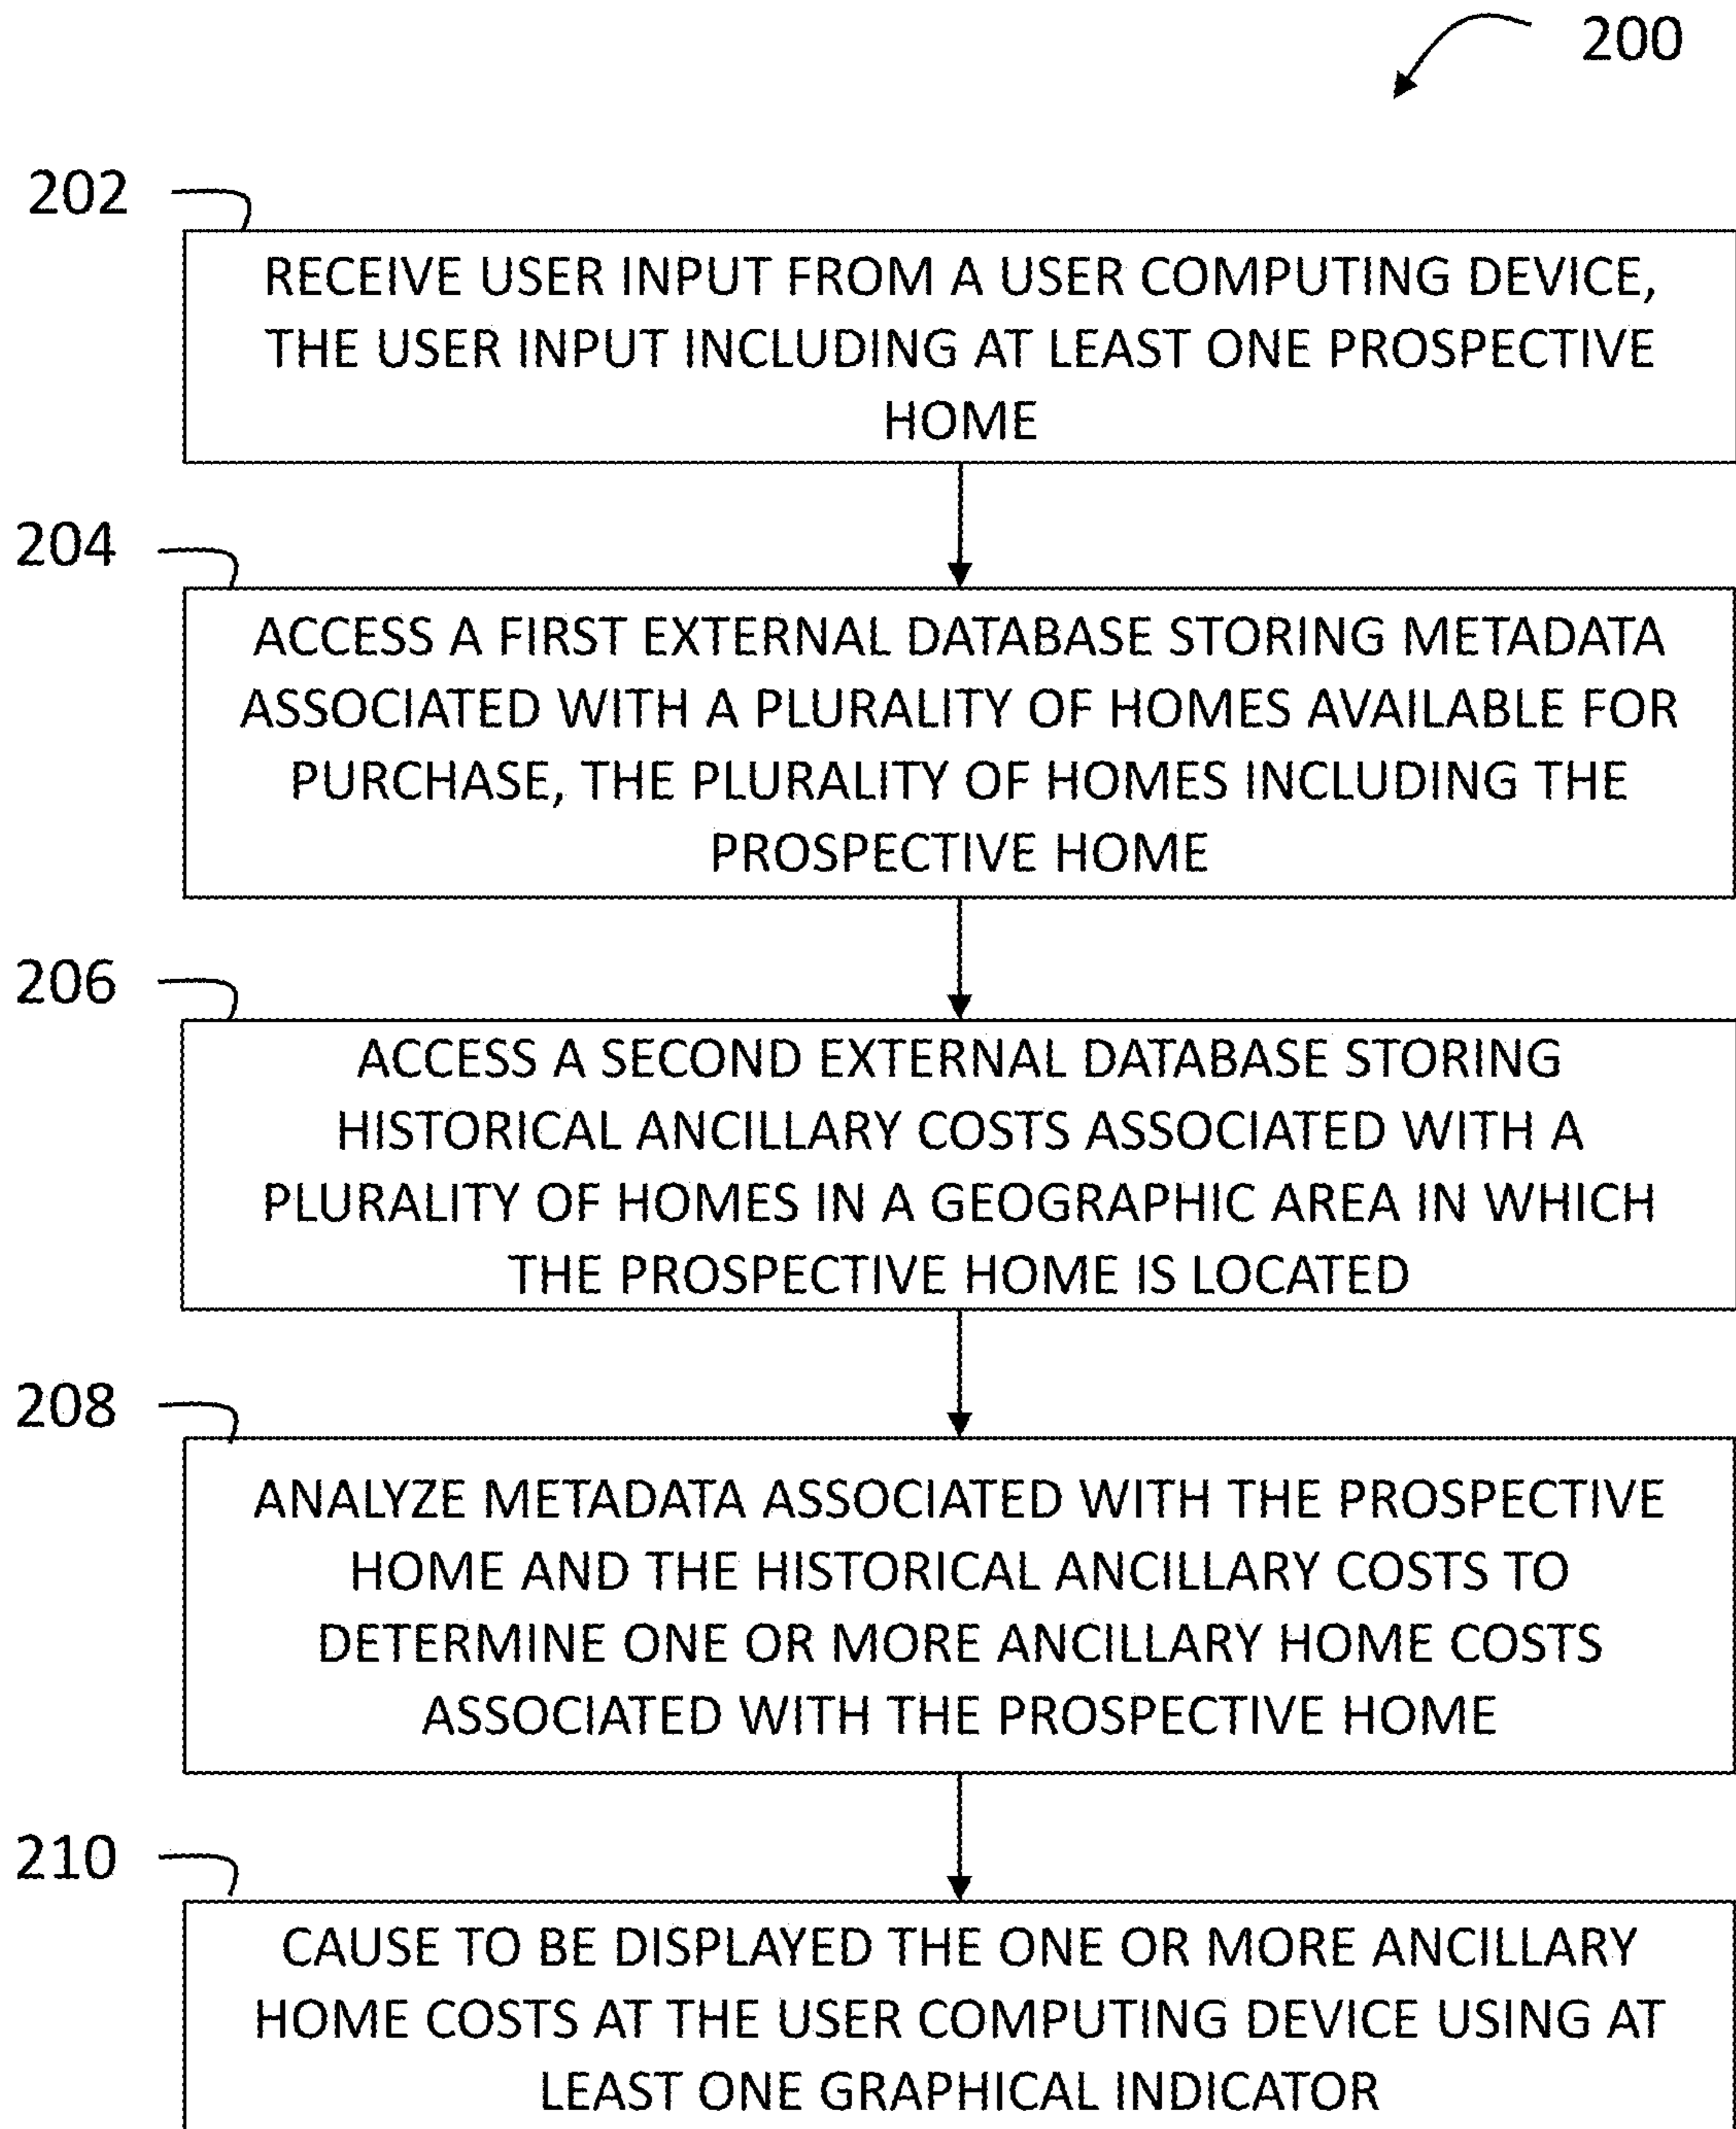 200
202
RECEIVE USER INPUT FROM A USER COMPUTING DEVICE,
THE USER INPUT INCLUDING AT LEAST ONE PROSPECTIVE
HOME
204
ACCESS A FIRST EXTERNAL DATABASE STORING METADATA
ASSOCIATED WITH A PLURALITY OF HOMES AVAILABLE FOR
PURCHASE, THE PLURALITY OF HOMES INCLUDING THE
PROSPECTIVE HOME
206
ACCESS A SECOND EXTERNAL DATABASE STORING
HISTORICAL ANCILLARY COSTS ASSOCIATED WITH A
PLURALITY OF HOMES IN A GEOGRAPHIC AREA IN WHICH
THE PROSPECTIVE HOME IS LOCATED
208
ANALYZE METADATA ASSOCIATED WITH THE PROSPECTIVE
HOME AND THE HISTORICAL ANCILLARY COSTS TO
DETERMINE ONE OR MORE ANCILLARY HOME COSTS
ASSOCIATED WITH THE PROSPECTIVE HOME
210
CAUSE TO BE DISPLAYED THE ONE OR MORE ANCILLARY
HOME COSTS AT THE USER COMPUTING DEVICE USING AT
LEAST ONE GRAPHICAL INDICATOR